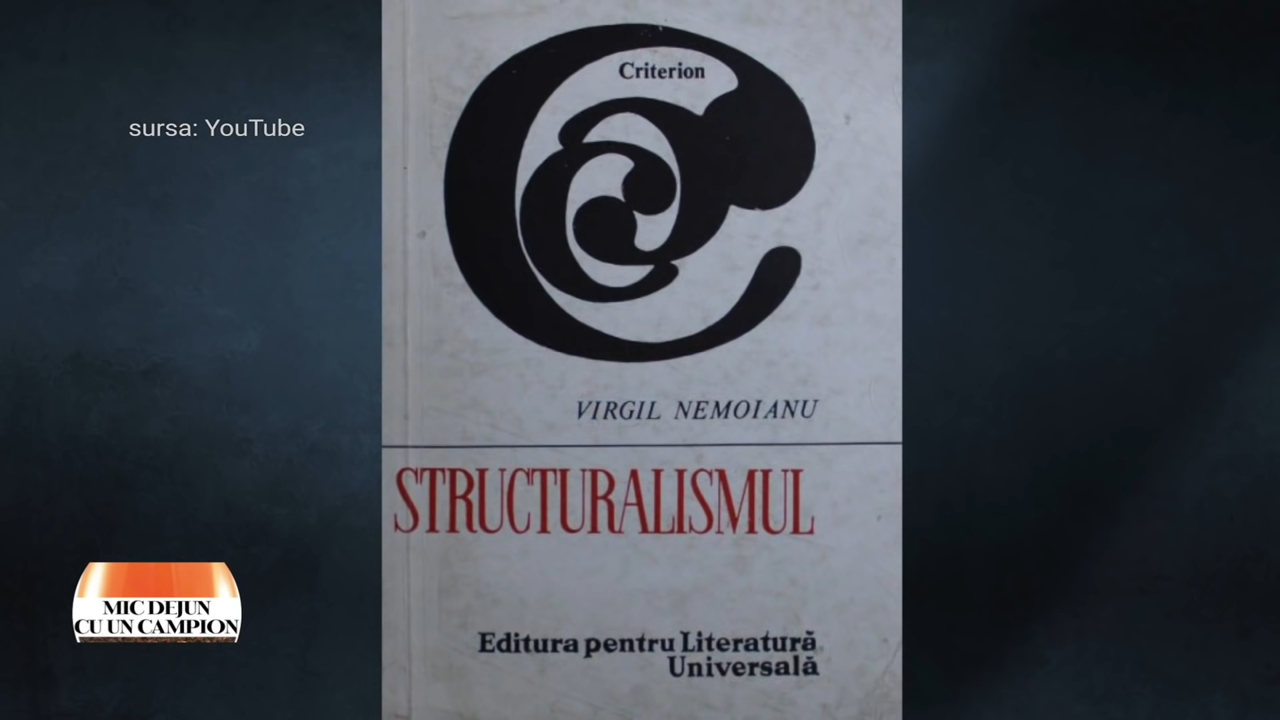 sursa: YouTube
Criterion
VIRGIL NEMOIANU
STRUCTURALISMUL
Editura pentru Literatură
Universală
MIC DEJUN
CU UN CAMPION